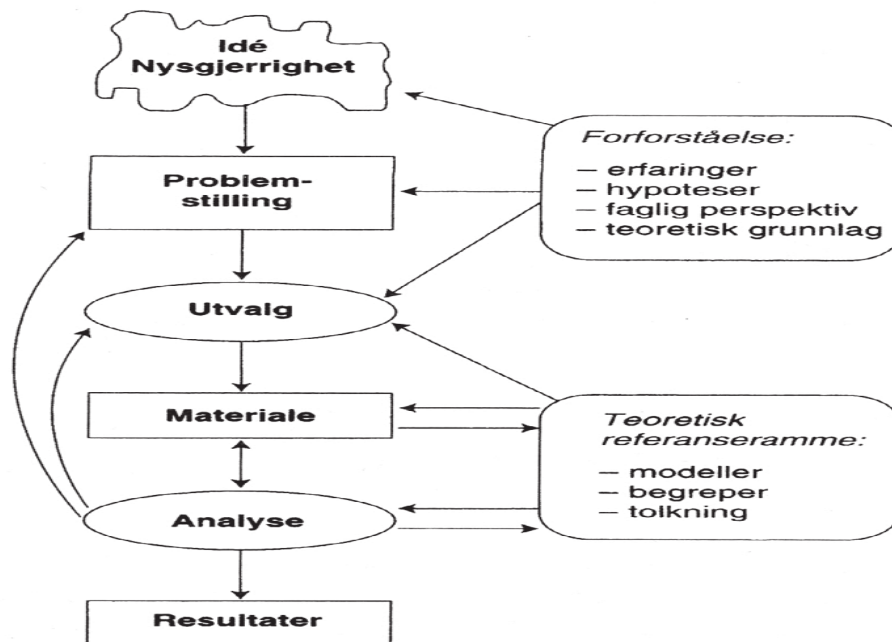 Idé
Nysgjerrighet
Forforståelse:
– erfaringer
– hypoteser
– faglig perspektiv
– teoretisk grunnlag
Problem-
stilling
Utvalg
Materiale
Teoretisk
referanseramme:
– modeller
– begreper
– tolkning
Analyse
Resultater